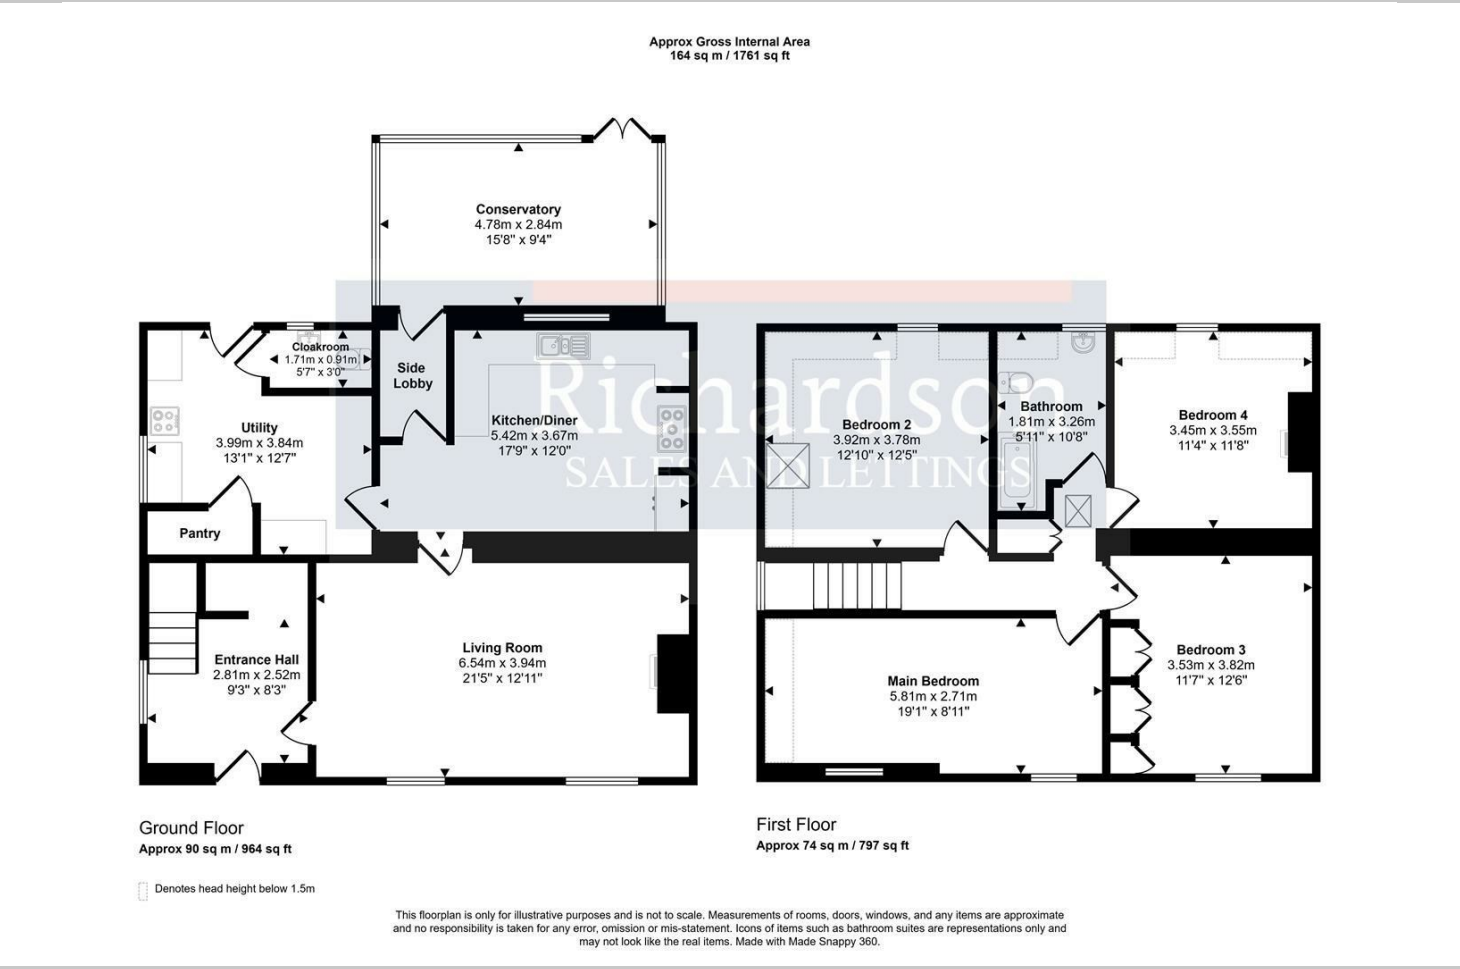 Approx Gross Internal Area
164 sq m / 1761 sq ft
Conservatory
4.78m x 2.84m
15'8" x 9'4"
Cloakroom
1.71m x 0.91m
5'7" x 3'0"
Side
Lobby
Utility
3.99m x 3.84m
13'1" x 12'7"
Kitchen/Diner
5.42m x 3.67m
17'9" x 12'0"
Pantry
Entrance Hall
2.81m x 2.52m
9'3" x 8'3"
Living Room
6.54m x 3.94m
21'5" x 12'11"
Richardson
SALES AND LETTINGS
Bedroom 2
3.92m x 3.78m
12'10" x 12'5"
Bathroom
1.81m x 3.26m
5'11" x 10'8"
Bedroom 4
3.45m x 3.55m
11'4" x 11'8"
Main Bedroom
5.81m x 2.71m
19'1" x 8'11"
Bedroom 3
3.53m x 3.82m
11'7" x 12'6"
Ground Floor
Approx 90 sq m / 964 sq ft
First Floor
Approx 74 sq m / 797 sq ft
Denotes head height below 1.5m
This floorplan is only for illustrative purposes and is not to scale. Measurements of rooms, doors, windows, and any items are approximate
and no responsibility is taken for any error, omission or mis-statement. Icons of items such as bathroom suites are representations only and
may not look like the real items. Made with Made Snappy 360.